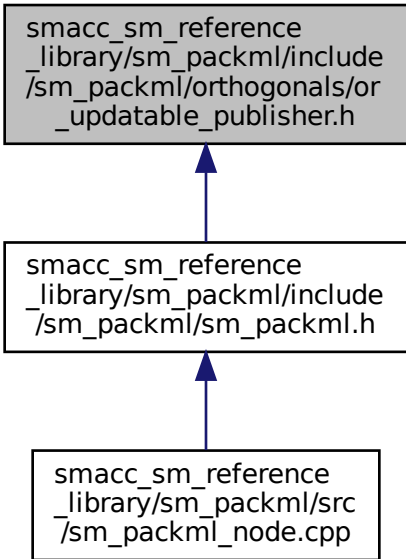 smacc_sm_reference
_library/sm_packml/include
/sm_packml/orthogonals/or
_updatable_publisher.h
smacc_sm_reference
_library/sm_packml/include
/sm_packml/sm_packml.h
smacc_sm_reference
_library/sm_packml/src
/sm_packml_node.cpp